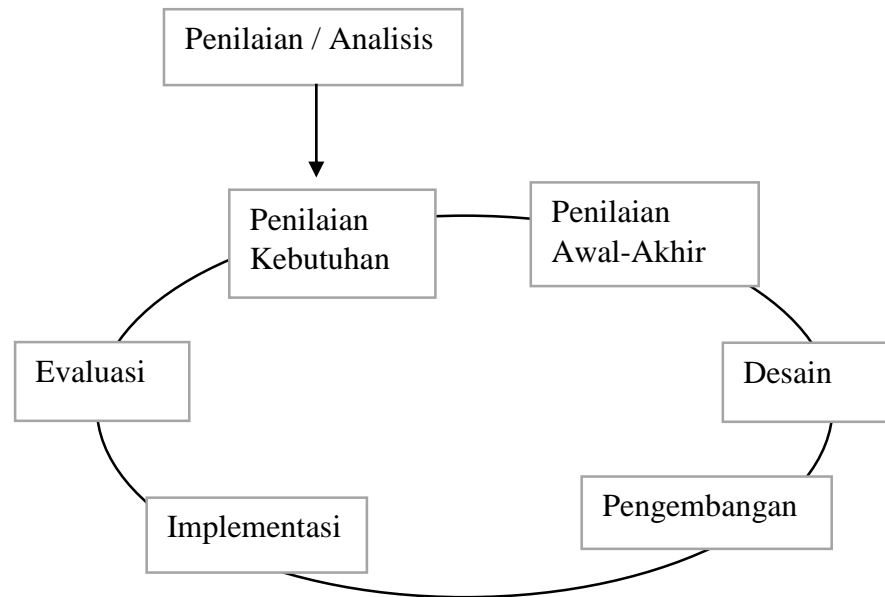 Penilaian / Analisis
Penilaian
Kebutuhan
Penilaian
Awal-Akhir
Evaluasi
Desain
Implementasi
Pengembangan